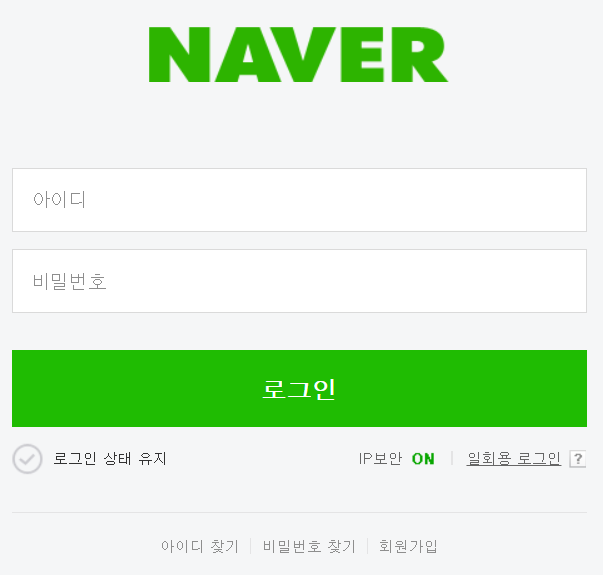 NAVER
아이디
비밀번호
로그인
로그인 상태 유지 IP보안 ON | 일회용 로그인 ?
아이디 찾기 | 비밀번호 찾기 | 회원가입